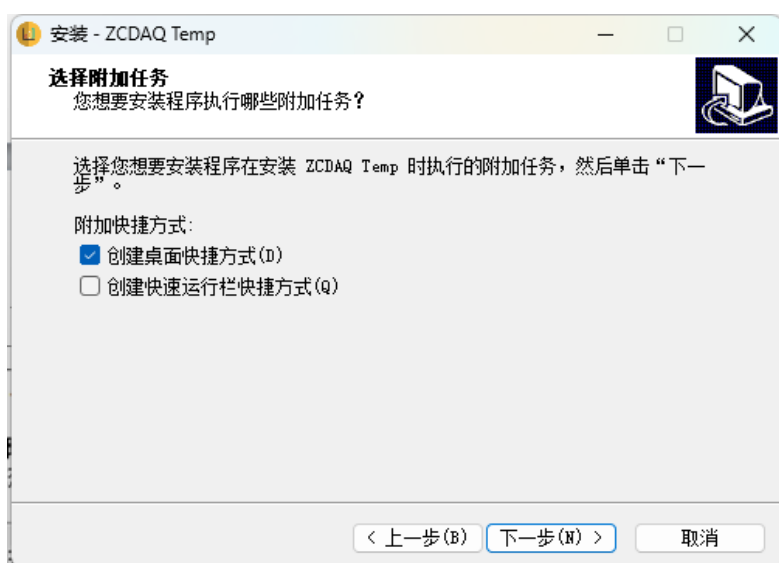 安装 - ZCDAQ Temp
选择附加任务
您想要安装程序执行哪些附加任务？
选择您想要安装程序在安装 ZCDAQ Temp 时执行的附加任务，然后单击“下一
步”。
附加快捷方式:
创建桌面快捷方式(D)
创建快速运行栏快捷方式(Q)
< 上一步(B) 下一步(N) > 取消